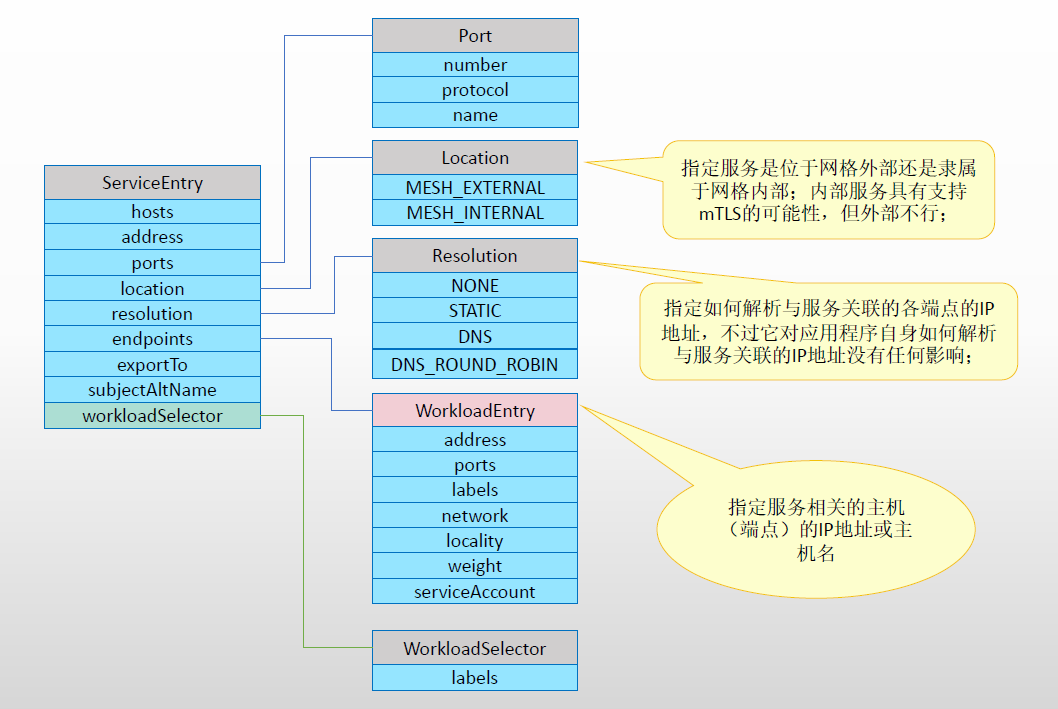 ServiceEntry
hosts
address
ports
location
resolution
endpoints
exportTo
subjectAltName
workloadSelector
Port
number
protocol
name
Location
MESH_EXTERNAL
MESH_INTERNAL
Resolution
NONE
STATIC
DNS
DNS_ROUND_ROBIN
WorkloadEntry
address
ports
labels
network
locality
weight
serviceAccount
WorkloadSelector
labels
指定服务是位于网格外部还是隶属
于网格内部；内部服务具有支持
mTLS的可能性，但外部不行；
指定如何解析与服务关联的各端点的IP
地址，不过它对应用程序自身如何解析
与服务关联的IP地址没有任何影响；
指定服务相关的主机
（端点）的IP地址或主
机名